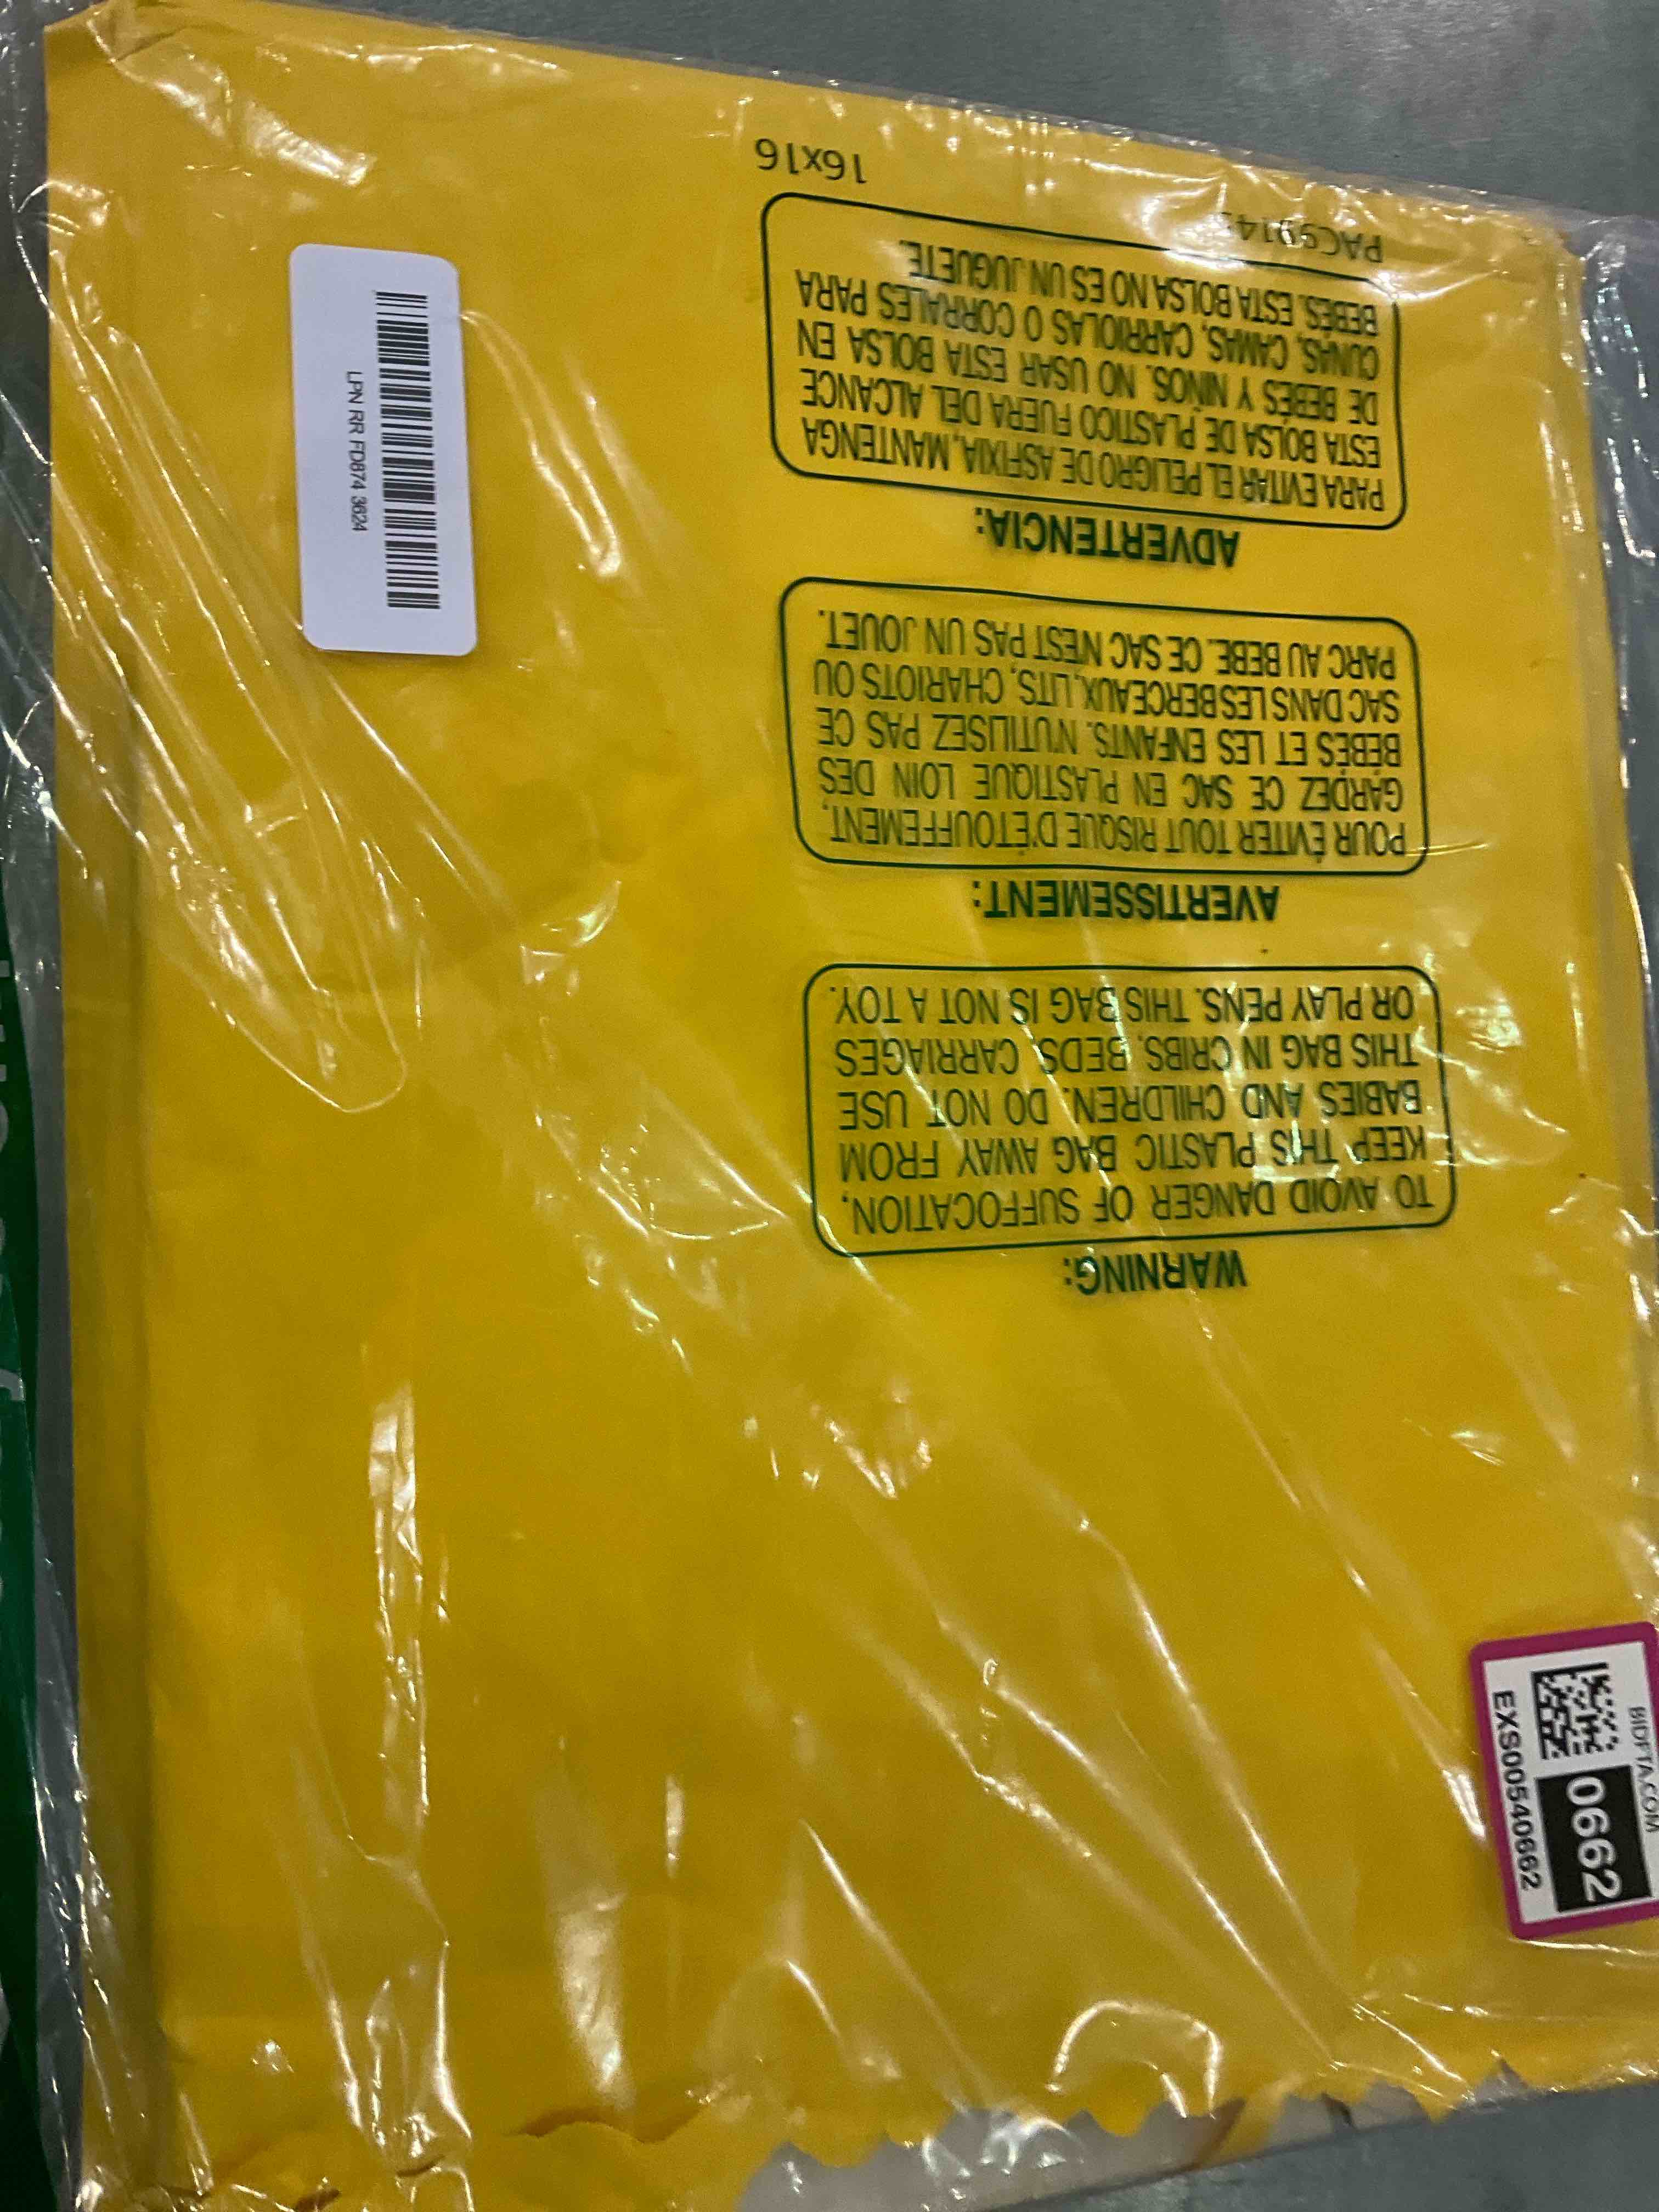 WARNING:
TO AVOID DANGER OF SUFFOCATION,
KEEP THIS PLASTIC BAG AWAY FROM
BABIES AND CHILDREN. DO NOT USE
THIS BAG IN CRIBS, BEDS, CARRIAGES
OR PLAY PENS. THIS BAG IS NOT A TOY.
AVERTISSEMENT:
POUR ÉVITER TOUT RISQUE D'ÉTOUFFEMENT,
GARDEZ CE SAC EN PLASTIQUE LOIN DES
BÉBÉS ET LES ENFANTS. N'UTILISEZ PAS CE
SAC DANS LES BERCEAUX, LITS, CHARIOTS OU
PARC AU BEBE. CE SAC N'EST PAS UN JOUET.
ADVERTENCIA:
PARA EVITAR EL PELIGRO DE ASFIXIA, MANTENGA
ESTA BOLSA DE PLASTICO FUERA DEL ALCANCE
DE BEBÉS Y NIÑOS. NO USAR ESTA BOLSA EN
CUNAS, CAMAS, CARRIOLAS O CORRALES PARA
BEBÉS. ESTA BOLSA NO ES UN JUGUETE.
16x16
LPN RR FD874 3624
BIDFTA.COM
0662
EXS00540662